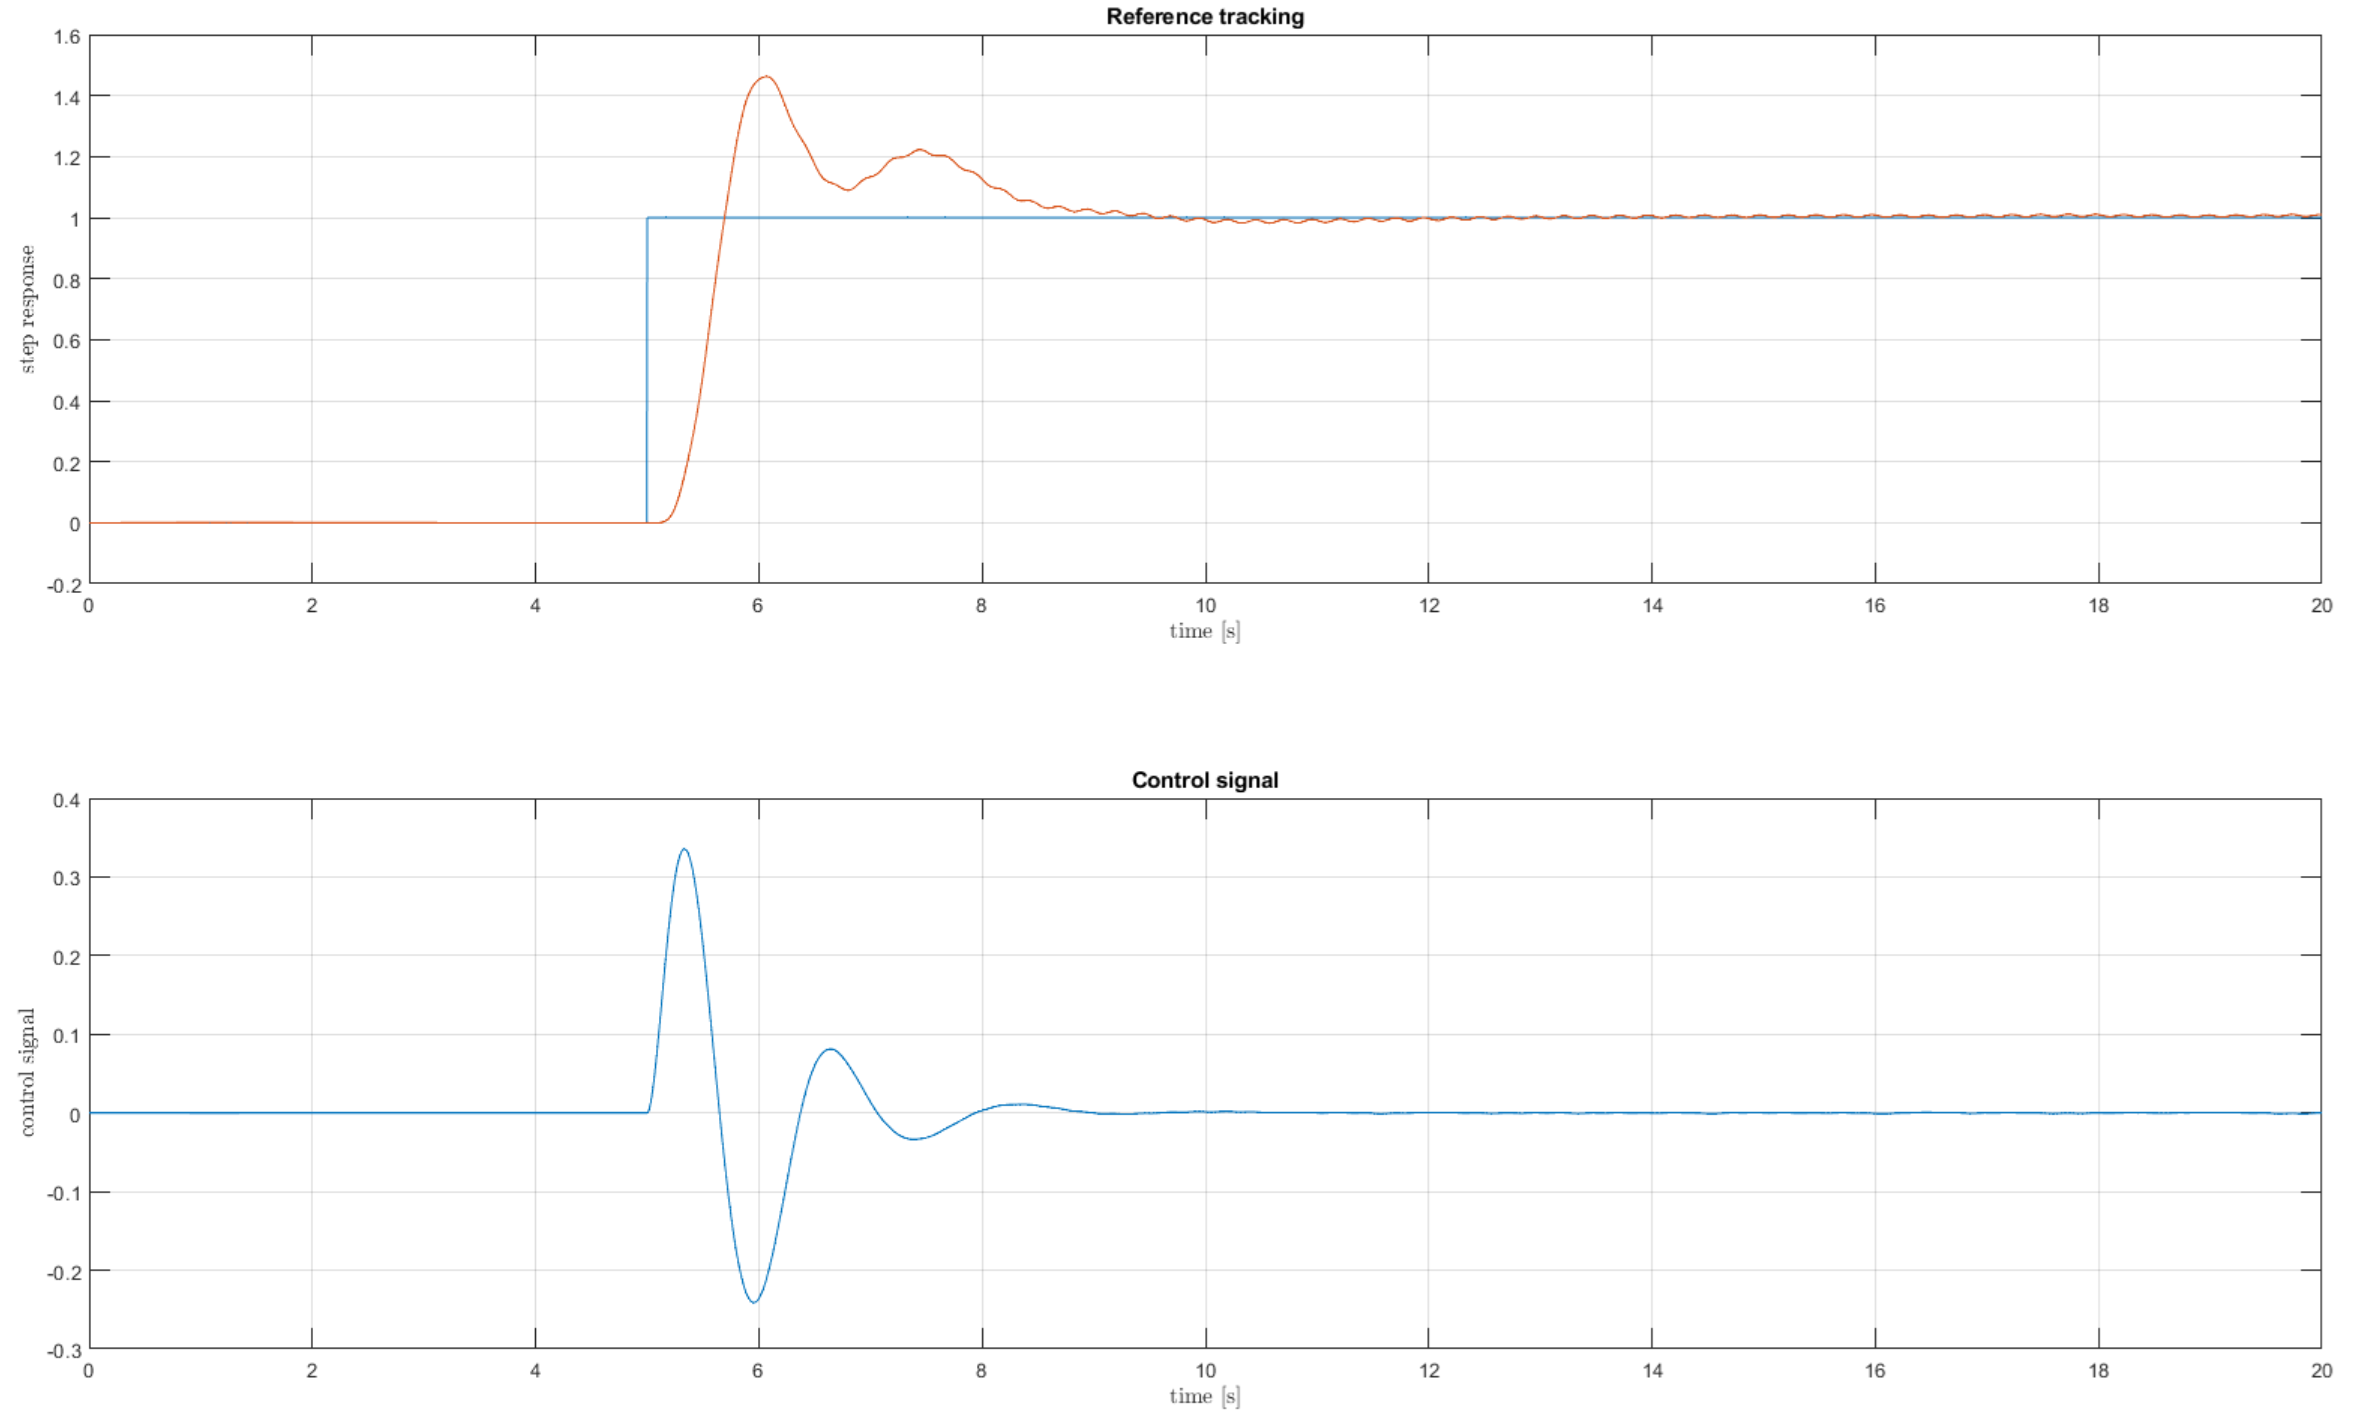 Reference tracking
1.6
1.4
1.2
1
0.8
0.6
0.4
0.2
0
-0.2
step response
0 2 4 6 8 10 12 14 16 18 20
time [s]
Control signal
0.4
0.3
0.2
0.1
0
-0.1
-0.2
-0.3
control signal
0 2 4 6 8 10 12 14 16 18 20
time [s]